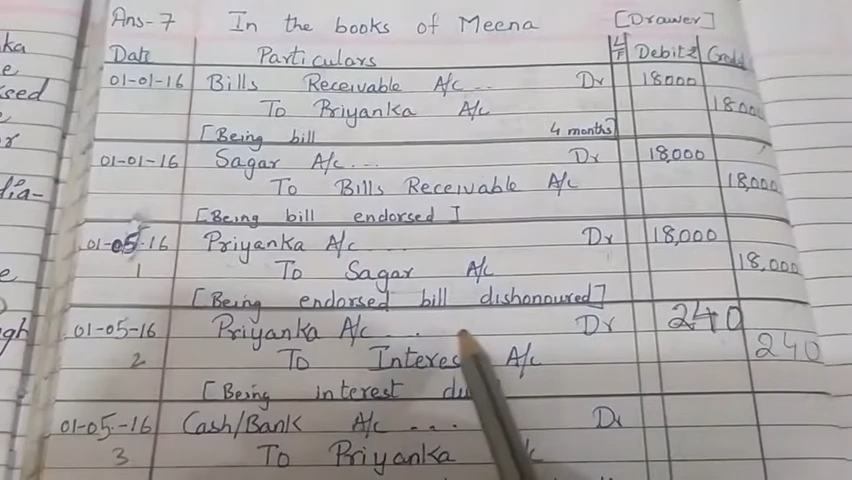 Ans-7 In the books of Meena [Drawer]
Date Particulars L/F Debit ₹ Credit
01-01-16 Bills Receivable A/c... Dr 18000
To Priyanka A/c 18000
[Being bill 4 months]
01-01-16 Sagar A/c... Dr 18,000
To Bills Receivable A/c 18,000
[Being bill endorsed]
01-05-16 Priyanka A/c ... Dr 18,000
1 To Sagar A/c 18,000
[Being endorsed bill dishonoured]
01-05-16 Priyanka A/c ... Dr 240
2 To Interest A/c 240
[Being interest
01-05-16 Cash/Bank A/c ... Dr
3 To Priyanka
ka
e
sed
r
dia-
e
gh